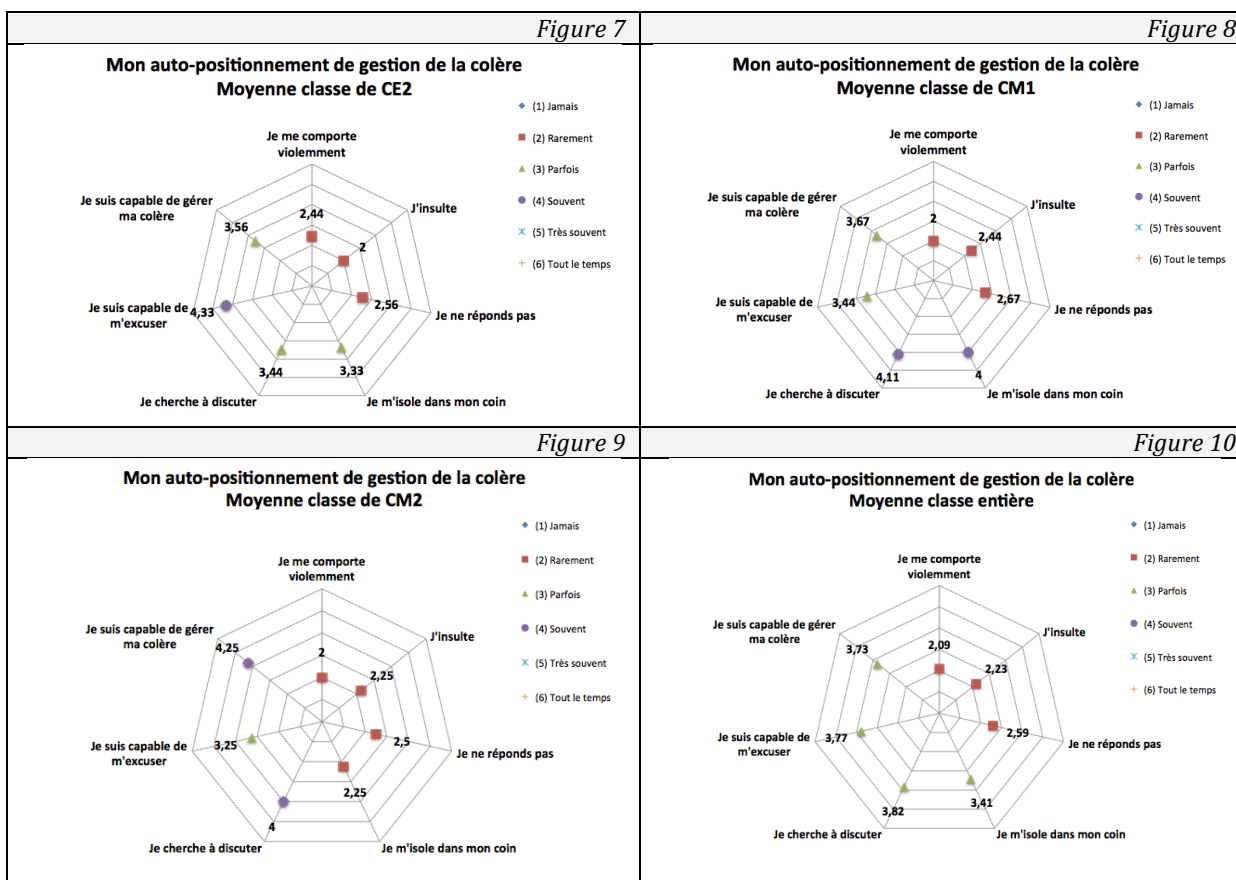 Figure 7
Mon auto-positionnement de gestion de la colère
Moyenne classe de CE2
(1) Jamais
(2) Rarement
(3) Parfois
(4) Souvent
(5) Très souvent
(6) Tout le temps
Je me comporte
violemment
J'insulte
Je ne réponds pas
Je m'isole dans mon coin
Je cherche à discuter
Je suis capable de
m'excuser
Je suis capable de gérer
ma colère
2,44
2
2,56
3,33
3,44
4,33
3,56
Figure 8
Mon auto-positionnement de gestion de la colère
Moyenne classe de CM1
(1) Jamais
(2) Rarement
(3) Parfois
(4) Souvent
(5) Très souvent
(6) Tout le temps
Je me comporte
violemment
J'insulte
Je ne réponds pas
Je m'isole dans mon coin
Je cherche à discuter
Je suis capable de
m'excuser
Je suis capable de gérer
ma colère
2
2,44
2,67
4
4,11
3,44
3,67
Figure 9
Mon auto-positionnement de gestion de la colère
Moyenne classe de CM2
(1) Jamais
(2) Rarement
(3) Parfois
(4) Souvent
(5) Très souvent
(6) Tout le temps
Je me comporte
violemment
J'insulte
Je ne réponds pas
Je m'isole dans mon coin
Je cherche à discuter
Je suis capable de
m'excuser
Je suis capable de gérer
ma colère
2
2,25
2,5
2,25
4
3,25
4,25
Figure 10
Mon auto-positionnement de gestion de la colère
Moyenne classe entière
(1) Jamais
(2) Rarement
(3) Parfois
(4) Souvent
(5) Très souvent
(6) Tout le temps
Je me comporte
violemment
J'insulte
Je ne réponds pas
Je m'isole dans mon coin
Je cherche à discuter
Je suis capable de
m'excuser
Je suis capable de gérer
ma colère
2,09
2,23
2,59
3,41
3,82
3,77
3,73